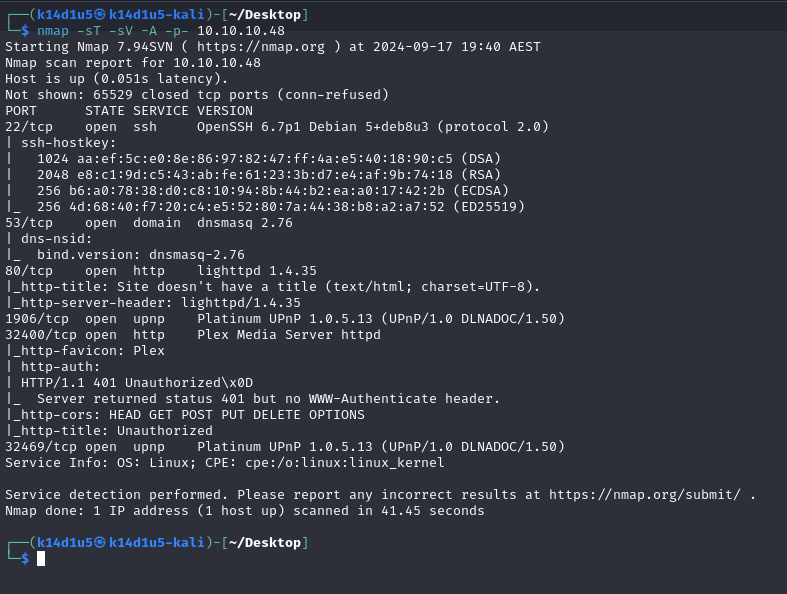 ┌──(k14d1u5㉿k14d1u5-kali)-[~/Desktop]
└─$ nmap -sT -sV -A -p- 10.10.10.48
Starting Nmap 7.94SVN ( https://nmap.org ) at 2024-09-17 19:40 AEST
Nmap scan report for 10.10.10.48
Host is up (0.051s latency).
Not shown: 65529 closed tcp ports (conn-refused)
PORT      STATE SERVICE VERSION
22/tcp    open  ssh     OpenSSH 6.7p1 Debian 5+deb8u3 (protocol 2.0)
| ssh-hostkey:
|   1024 aa:ef:5c:e0:8e:86:97:82:47:ff:4a:e5:40:18:90:c5 (DSA)
|   2048 e8:c1:9d:c5:43:ab:fe:61:23:3b:d7:e4:af:9b:74:18 (RSA)
|   256 b6:a0:78:38:d0:c8:10:94:8b:44:b2:ea:a0:17:42:2b (ECDSA)
|_  256 4d:68:40:f7:20:c4:e5:52:80:7a:44:38:b8:a2:a7:52 (ED25519)
53/tcp    open  domain  dnsmasq 2.76
| dns-nsid:
|_  bind.version: dnsmasq-2.76
80/tcp    open  http    lighttpd 1.4.35
|_http-title: Site doesn't have a title (text/html; charset=UTF-8).
|_http-server-header: lighttpd/1.4.35
1906/tcp  open  upnp    Platinum UPnP 1.0.5.13 (UPnP/1.0 DLNADOC/1.50)
32400/tcp open  http    Plex Media Server httpd
|_http-favicon: Plex
| http-auth:
| HTTP/1.1 401 Unauthorized\x0D
|_  Server returned status 401 but no WWW-Authenticate header.
|_http-cors: HEAD GET POST PUT DELETE OPTIONS
|_http-title: Unauthorized
32469/tcp open  upnp    Platinum UPnP 1.0.5.13 (UPnP/1.0 DLNADOC/1.50)
Service Info: OS: Linux; CPE: cpe:/o:linux:linux_kernel

Service detection performed. Please report any incorrect results at https://nmap.org/submit/ .
Nmap done: 1 IP address (1 host up) scanned in 41.45 seconds

┌──(k14d1u5㉿k14d1u5-kali)-[~/Desktop]
└─$